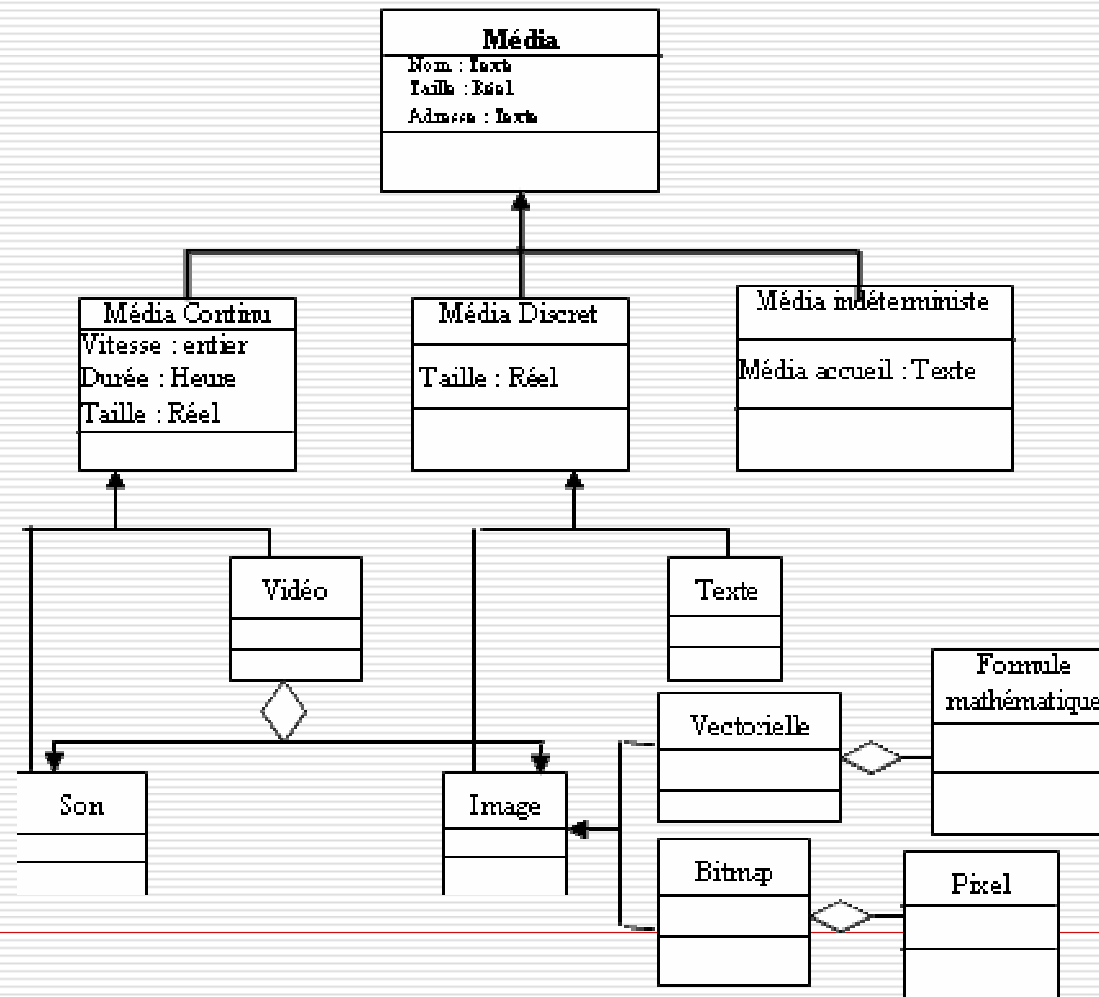 Média
Nom : Texte
Taille : Réel
Adresse : Texte
Média Continu
Vitesse : entier
Durée : Heure
Taille : Réel
Média Discret
Taille : Réel
Média indéterministe
Média accueil : Texte
Vidéo
Texte
Formule
mathématique
Vectorielle
Son
Image
Bitmap
Pixel